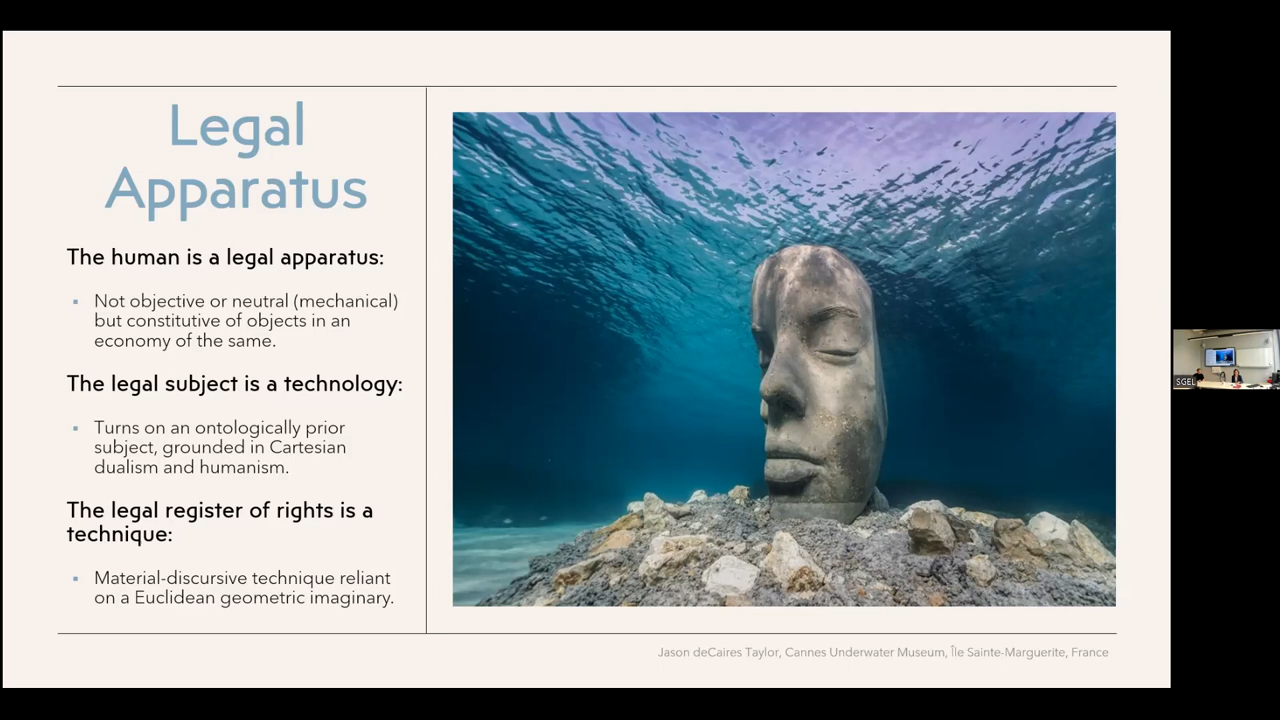 Legal
Apparatus
The human is a legal apparatus:
▪ Not objective or neutral (mechanical)
but constitutive of objects in an
economy of the same.
The legal subject is a technology:
▪ Turns on an ontologically prior
subject, grounded in Cartesian
dualism and humanism.
The legal register of rights is a
technique:
▪ Material-discursive technique reliant
on a Euclidean geometric imaginary.
Jason deCaires Taylor, Cannes Underwater Museum, Île Sainte-Marguerite, France
SGEL